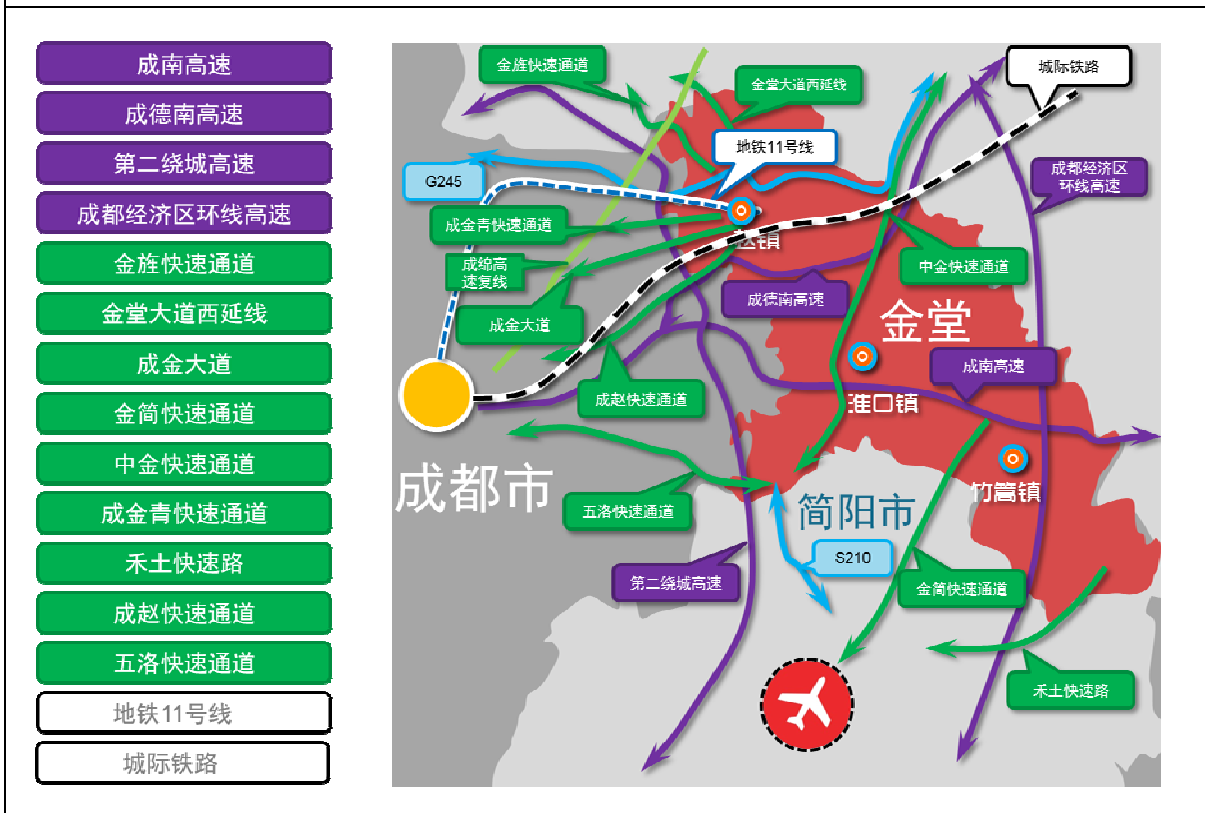 成南高速
成德南高速
第二绕城高速
成都经济区环线高速
金旌快速通道
金堂大道西延线
成金大道
金简快速通道
中金快速通道
成金青快速通道
禾土快速路
成赵快速通道
五洛快速通道
地铁11号线
城际铁路
金旌快速通道
金堂大道西延线
城际铁路
地铁11号线
G245
成都经济区
环线高速
成金青快速通道
赵镇
成绵高
速复线
中金快速通道
成德南高速
成金大道
金堂
成南高速
成赵快速通道
淮口镇
成都市
竹篙镇
五洛快速通道
简阳市
S210
第二绕城高速
金简快速通道
禾土快速路